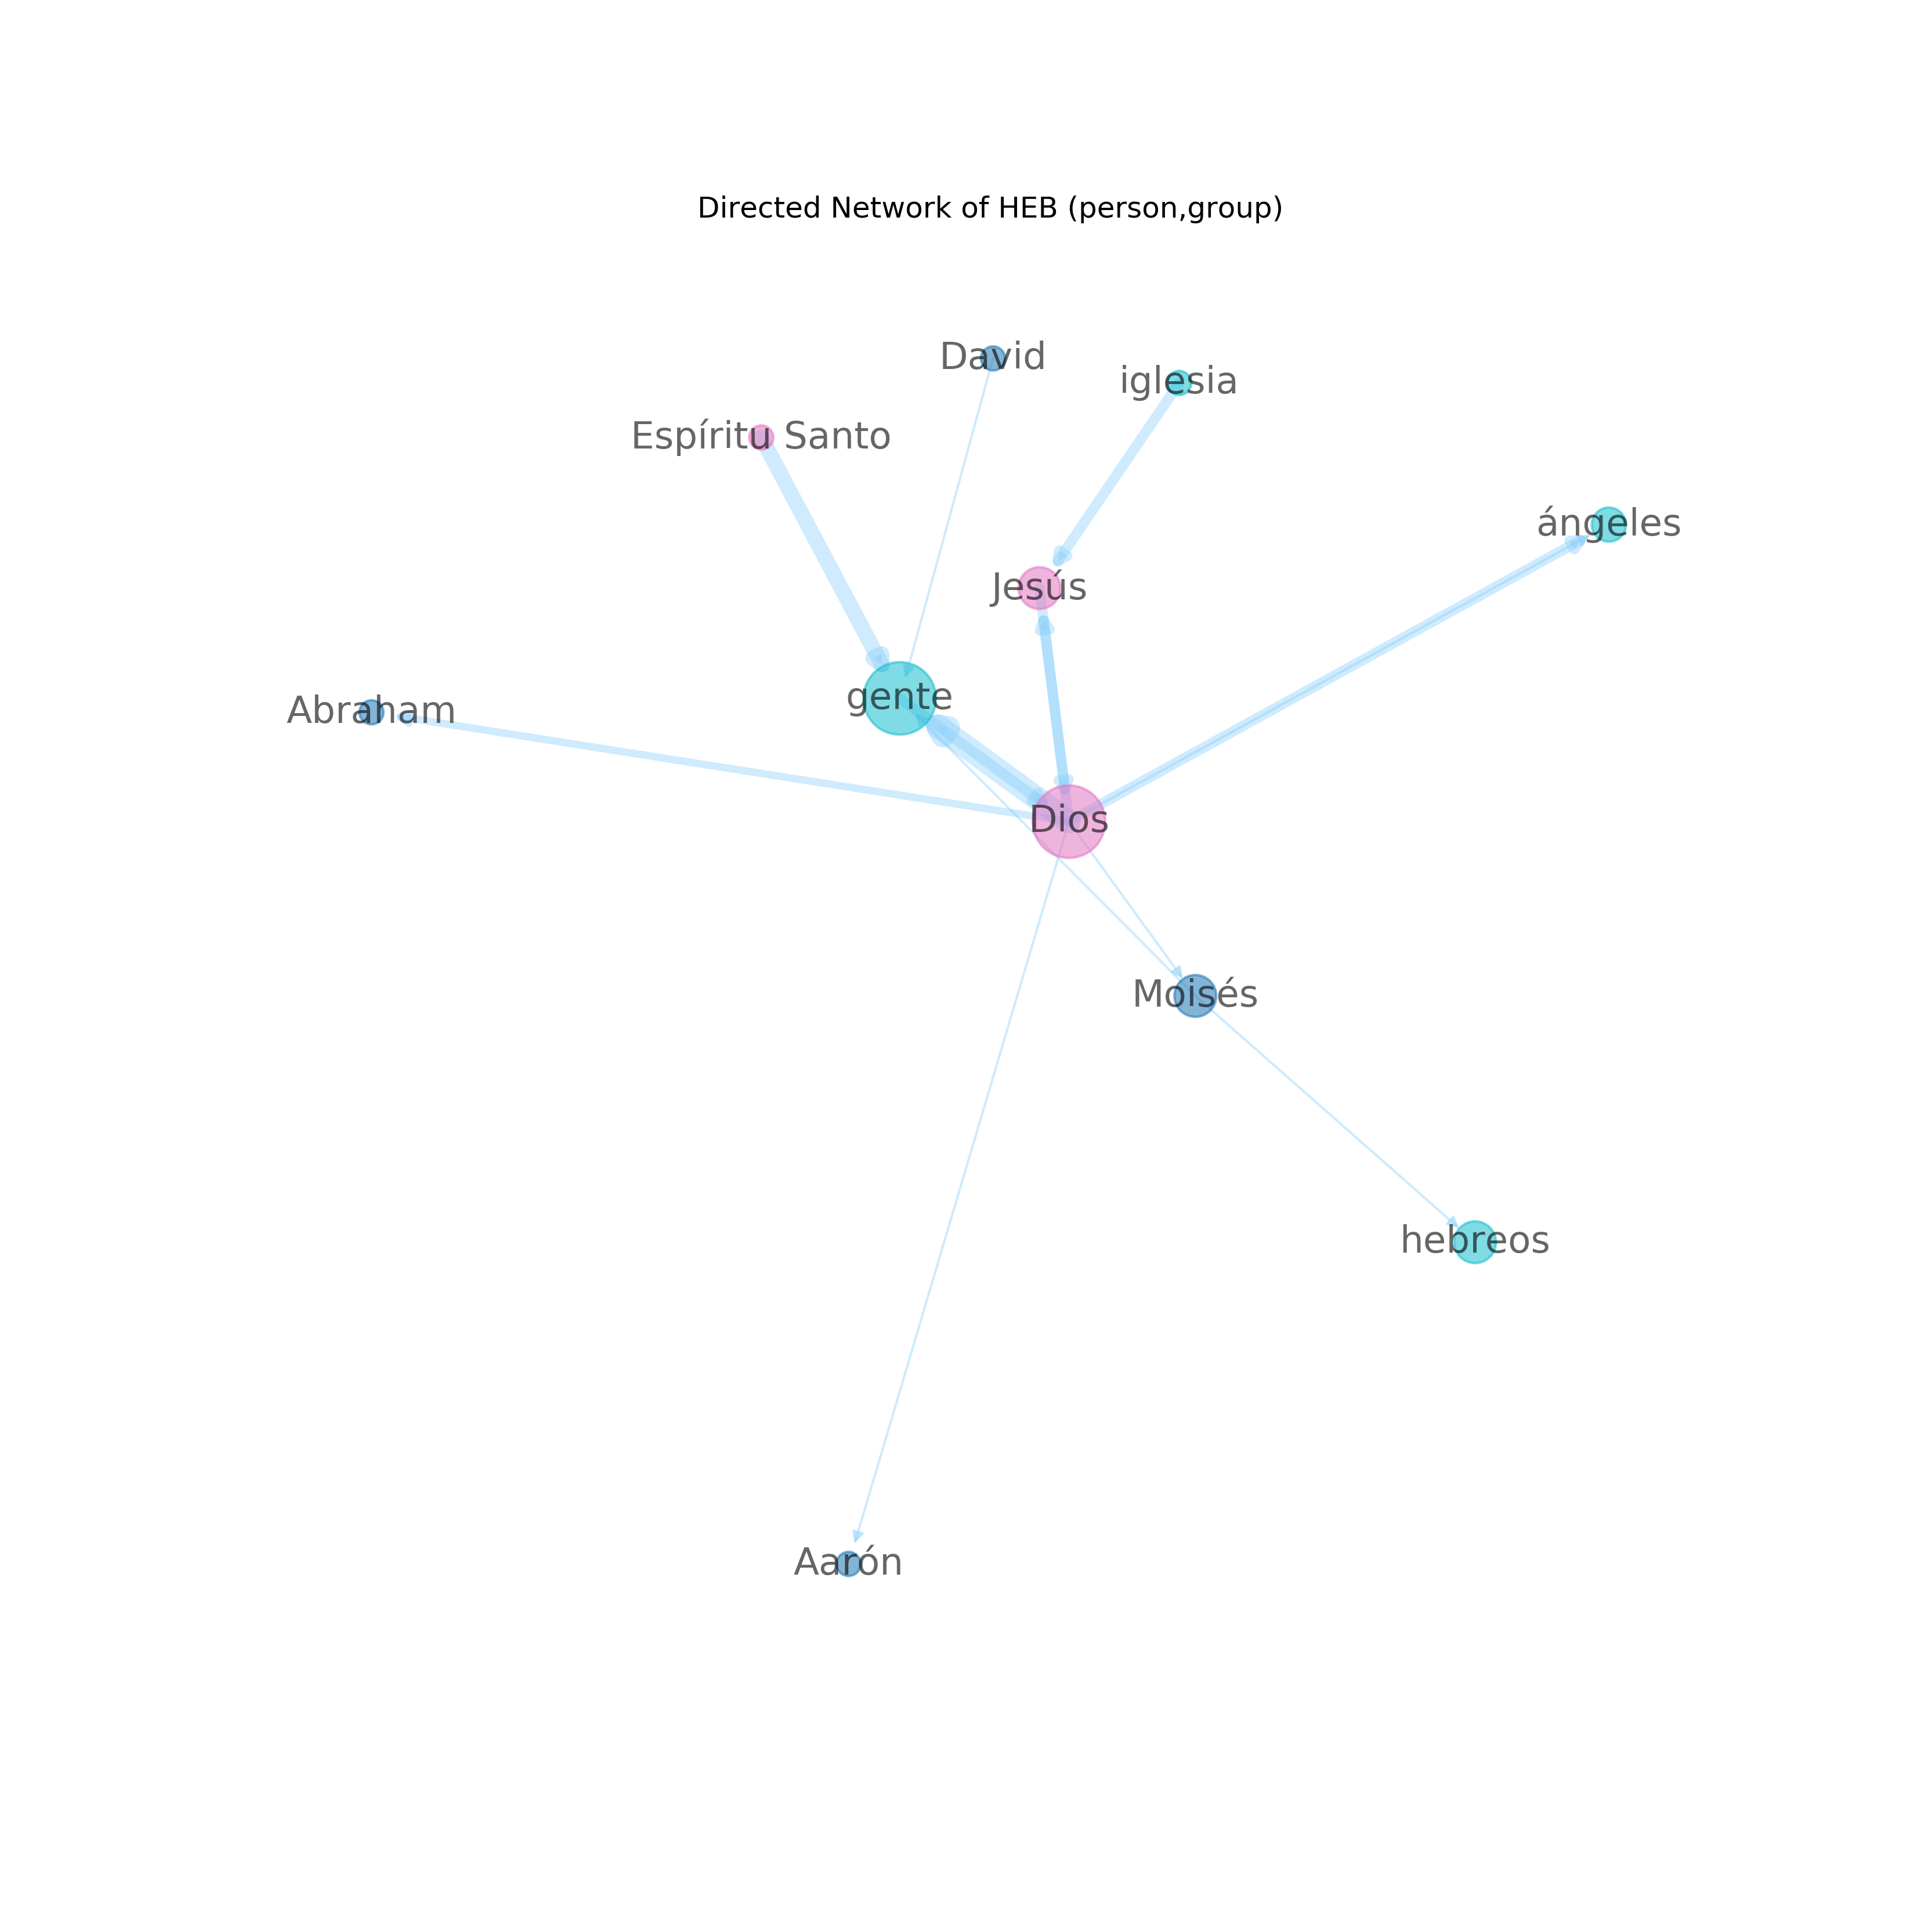 Directed Network of HEB (person,group)
David
iglesia
Espíritu Santo
ángeles
Jesús
gente
Abraham
Dios
Moisés
hebreos
Aarón